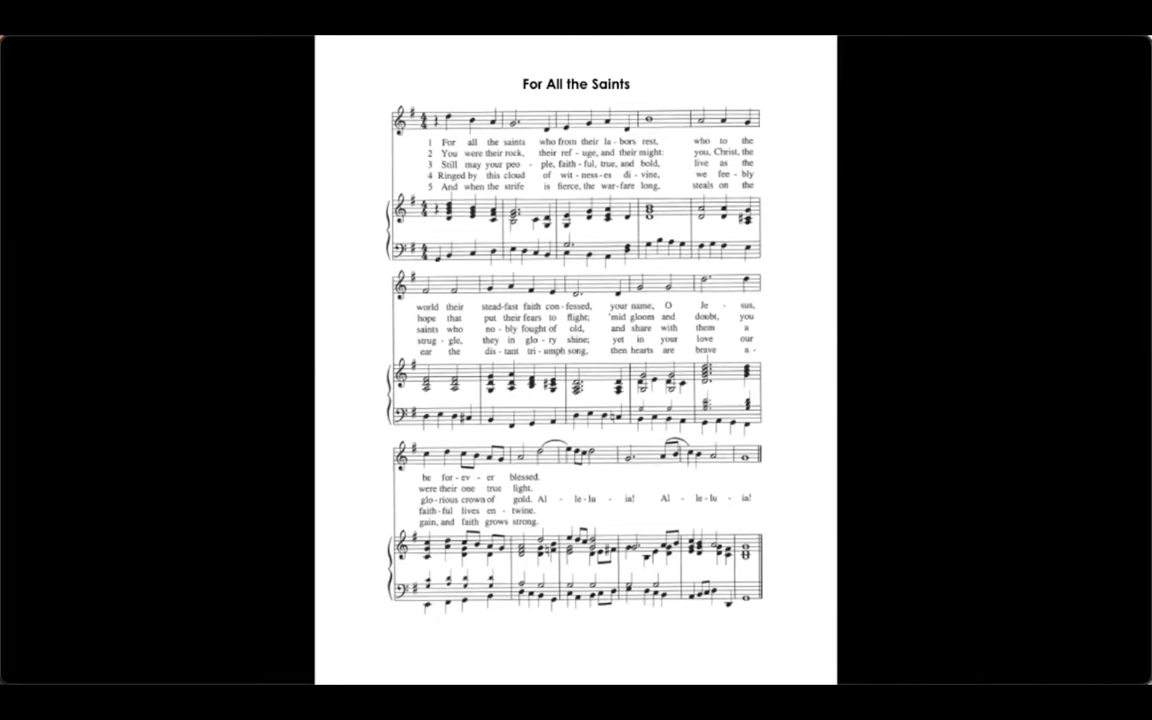 For All the Saints
1 For all the saints who from their la - bors rest, who to the
2 You were their rock, their ref - uge, and their might: you, Christ, the
3 Still may your peo - ple, faith - ful, true, and bold, live as the
4 Ringed by this cloud of wit - ness - es di - vine, we fee - bly
5 And when the strife is fierce, the war - fare long, steals on the
world their stead - fast faith con - fessed, your name, O Je - sus,
hope that put their fears to flight; 'mid gloom and doubt, you
saints who no - bly fought of old, and share with them a
strug - gle, they in glo - ry shine; yet in your love our
ear the dis - tant tri - umph song, then hearts are brave a -
be for - ev - er blessed.
were their one true light.
glo - rious crown of gold. Al - le - lu - ia! Al - le - lu - ia!
faith - ful lives en - twine.
gain, and faith grows strong.